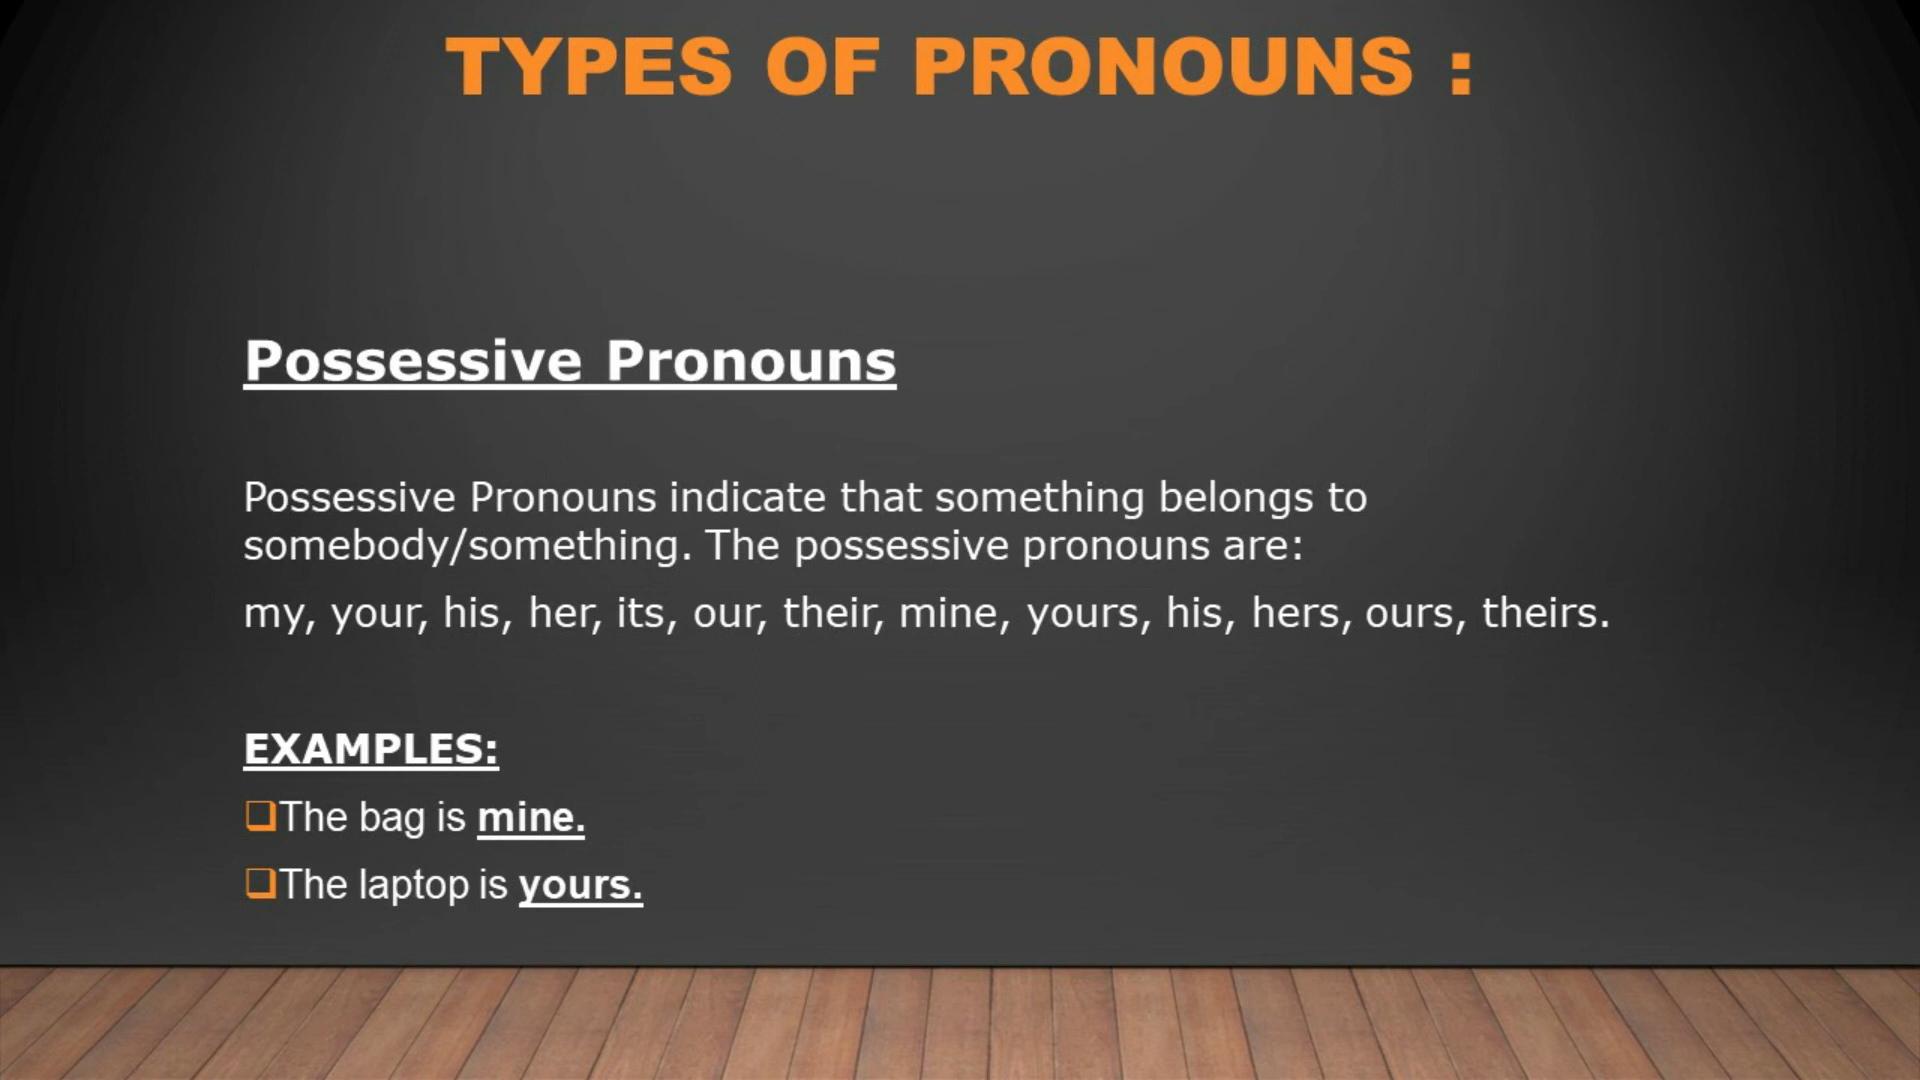 TYPES OF PRONOUNS :
Possessive Pronouns
Possessive Pronouns indicate that something belongs to
somebody/something. The possessive pronouns are:
my, your, his, her, its, our, their, mine, yours, his, hers, ours, theirs.
EXAMPLES:
❑The bag is mine.
❑The laptop is yours.